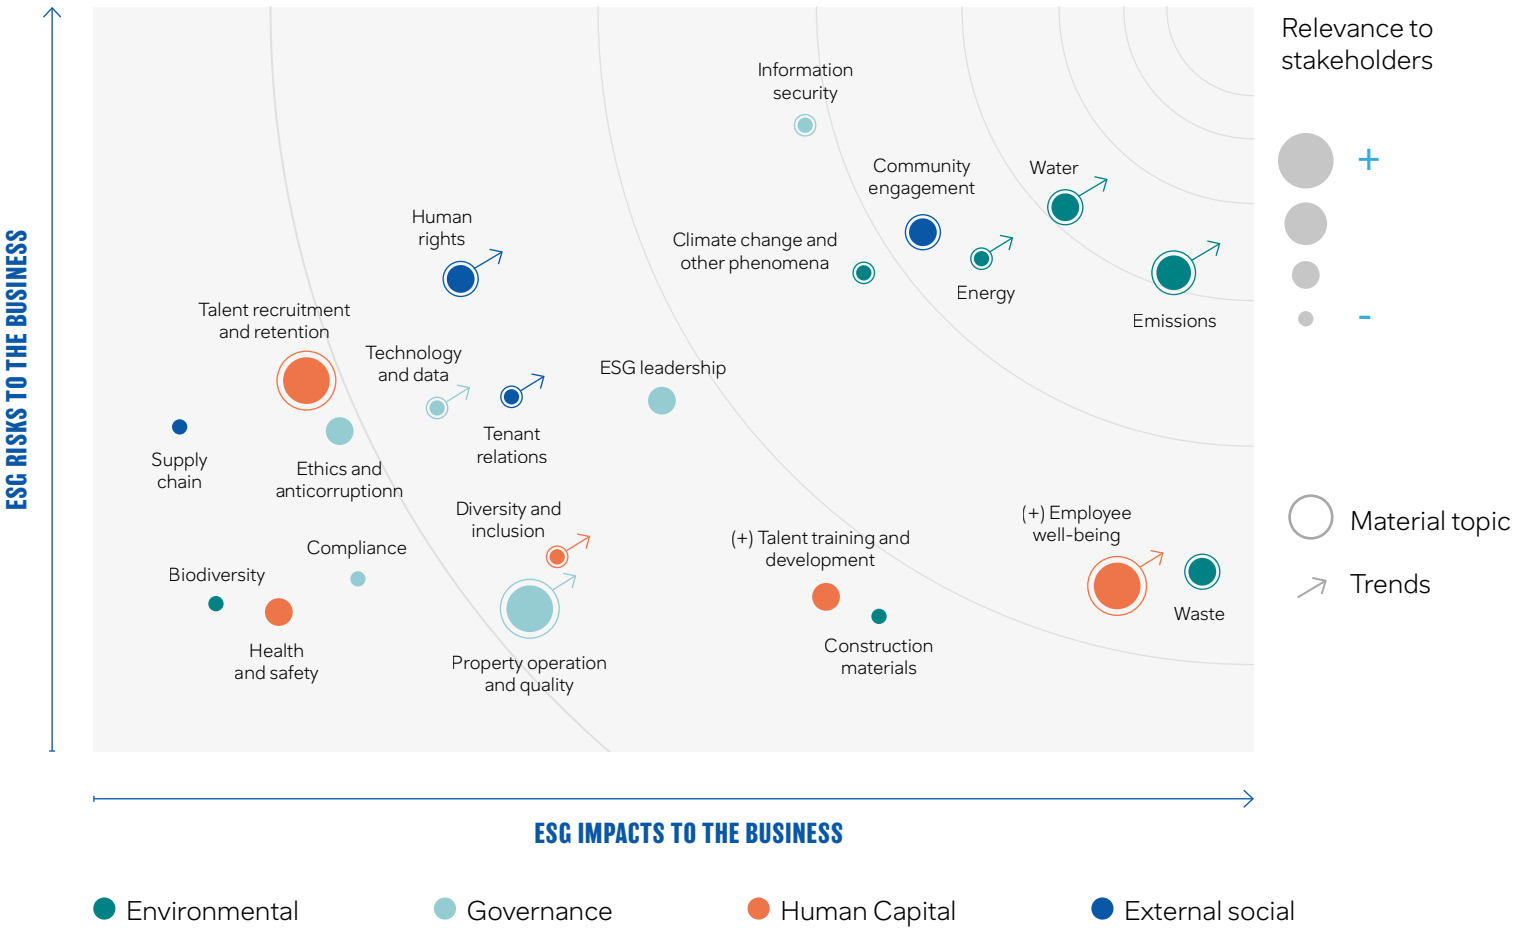 Relevance to
stakeholders
+
-
Material topic
Trends
ESG RISKS TO THE BUSINESS
Information
security
Community
engagement
Water
Human
rights
Climate change and
other phenomena
Energy
Emissions
Talent recruitment
and retention
Technology
and data
ESG leadership
Tenant
relations
Supply
chain
Ethics and
anticorruptionn
Diversity and
inclusion
(+) Employee
well-being
(+) Talent training and
development
Compliance
Biodiversity
Waste
Health
and safety
Construction
materials
Property operation
and quality
ESG IMPACTS TO THE BUSINESS
Environmental
Governance
Human Capital
External social